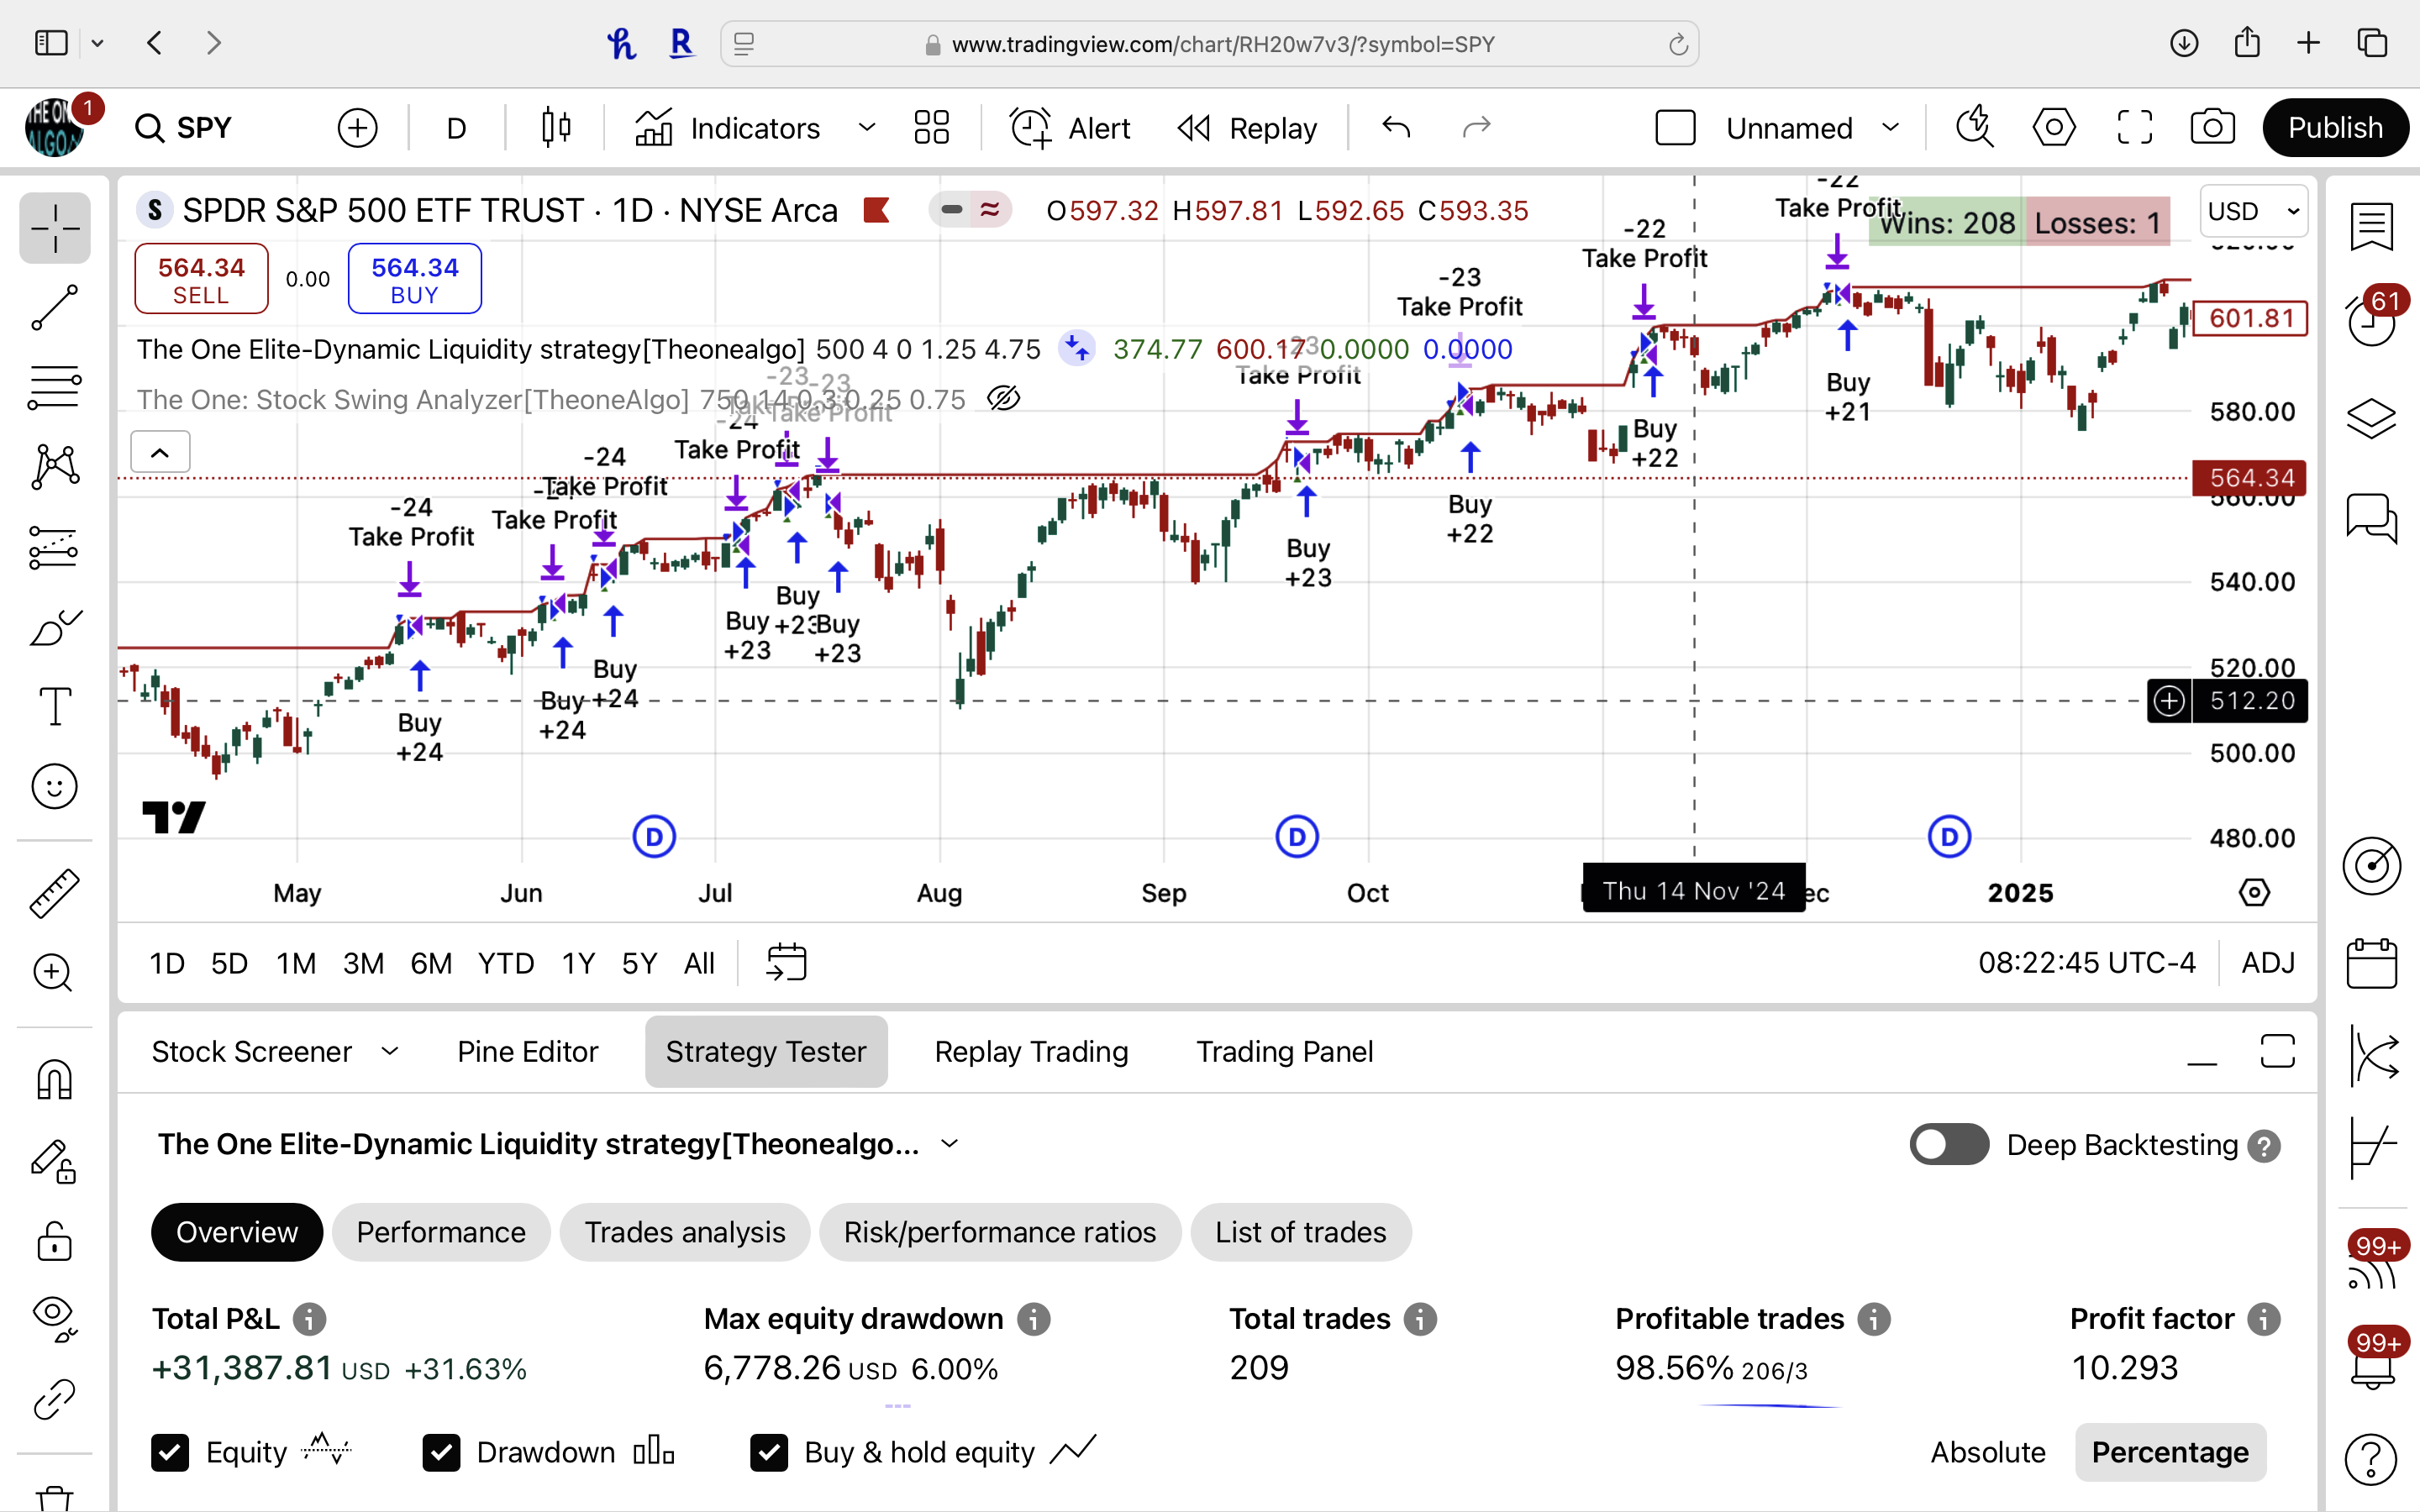 www.tradingview.com/chart/RH20w7v3/?symbol=SPY
THE ON
ALGO
1
SPY
D
Indicators
Alert
Replay
Unnamed
Publish
S SPDR S&P 500 ETF TRUST · 1D · NYSE Arca
O597.32 H597.81 L592.65 C593.35
564.34
SELL
0.00
564.34
BUY
The One Elite-Dynamic Liquidity strategy[Theonealgo] 500 4 0 1.25 4.75
374.77 600.17 0.0000 0.0000
The One: Stock Swing Analyzer[TheoneAlgo] 750 14 0.3 0.25 0.75
Wins: 208 Losses: 1
USD
-24
Take Profit
Take Profit
-24
Take Profit
-24
Take Profit
-23
-23
Take Profit
-23
Take Profit
-23
Take Profit
-22
Take Profit
-22
Take Profit
Buy
+24
Buy
+24
Buy
+24
Buy
+23
Buy
+23
Buy
+23
Buy
+23
Buy
+22
Buy
+22
Buy
+21
601.81
580.00
564.34
560.00
540.00
520.00
512.20
500.00
480.00
D
D
D
May
Jun
Jul
Aug
Sep
Oct
Thu 14 Nov '24
ec
2025
1D 5D 1M 3M 6M YTD 1Y 5Y All
08:22:45 UTC-4 ADJ
Stock Screener
Pine Editor
Strategy Tester
Replay Trading
Trading Panel
The One Elite-Dynamic Liquidity strategy[Theonealgo...
Deep Backtesting
Overview
Performance
Trades analysis
Risk/performance ratios
List of trades
Total P&L
+31,387.81 USD +31.63%
Max equity drawdown
6,778.26 USD 6.00%
Total trades
209
Profitable trades
98.56% 206/3
Profit factor
10.293
Equity
Drawdown
Buy & hold equity
Absolute
Percentage
61
99+
99+